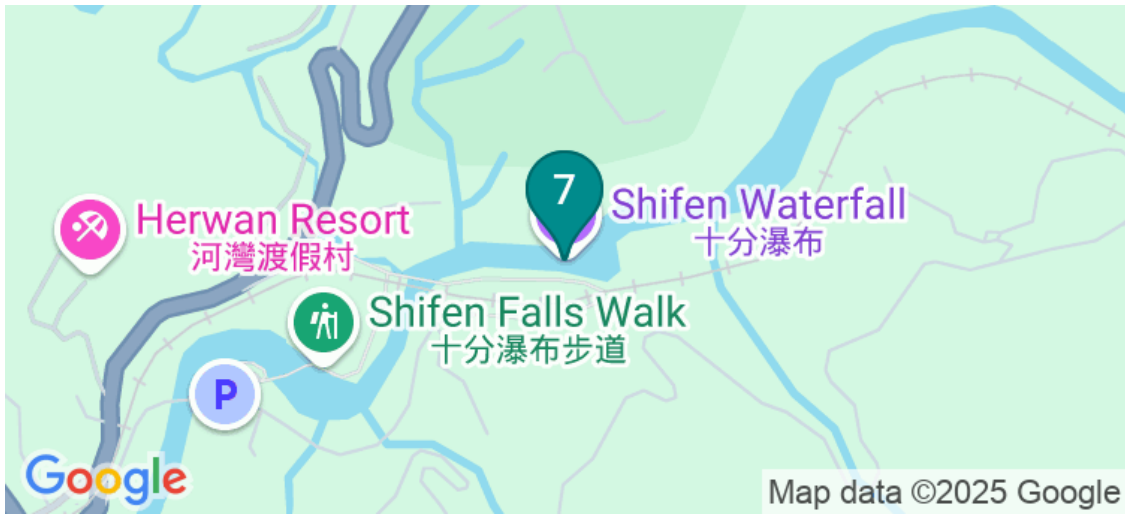 7
Shifen Waterfall
十分瀑布
Herwan Resort
河灣渡假村
Shifen Falls Walk
十分瀑布步道
P
Google
Map data ©2025 Google